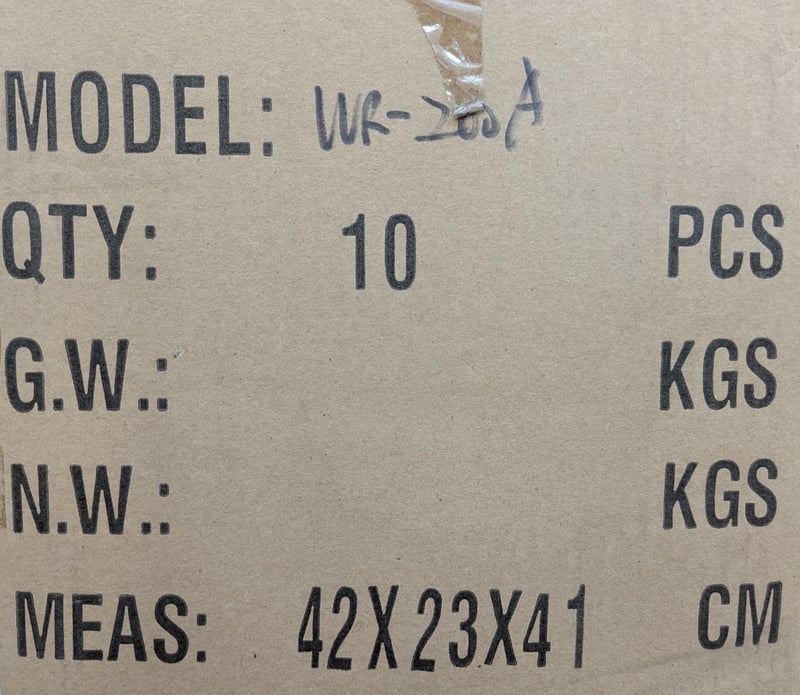 MODEL: WR-200A
QTY: 10 PCS
G.W.: KGS
N.W.: KGS
MEAS: 42X23X41 CM